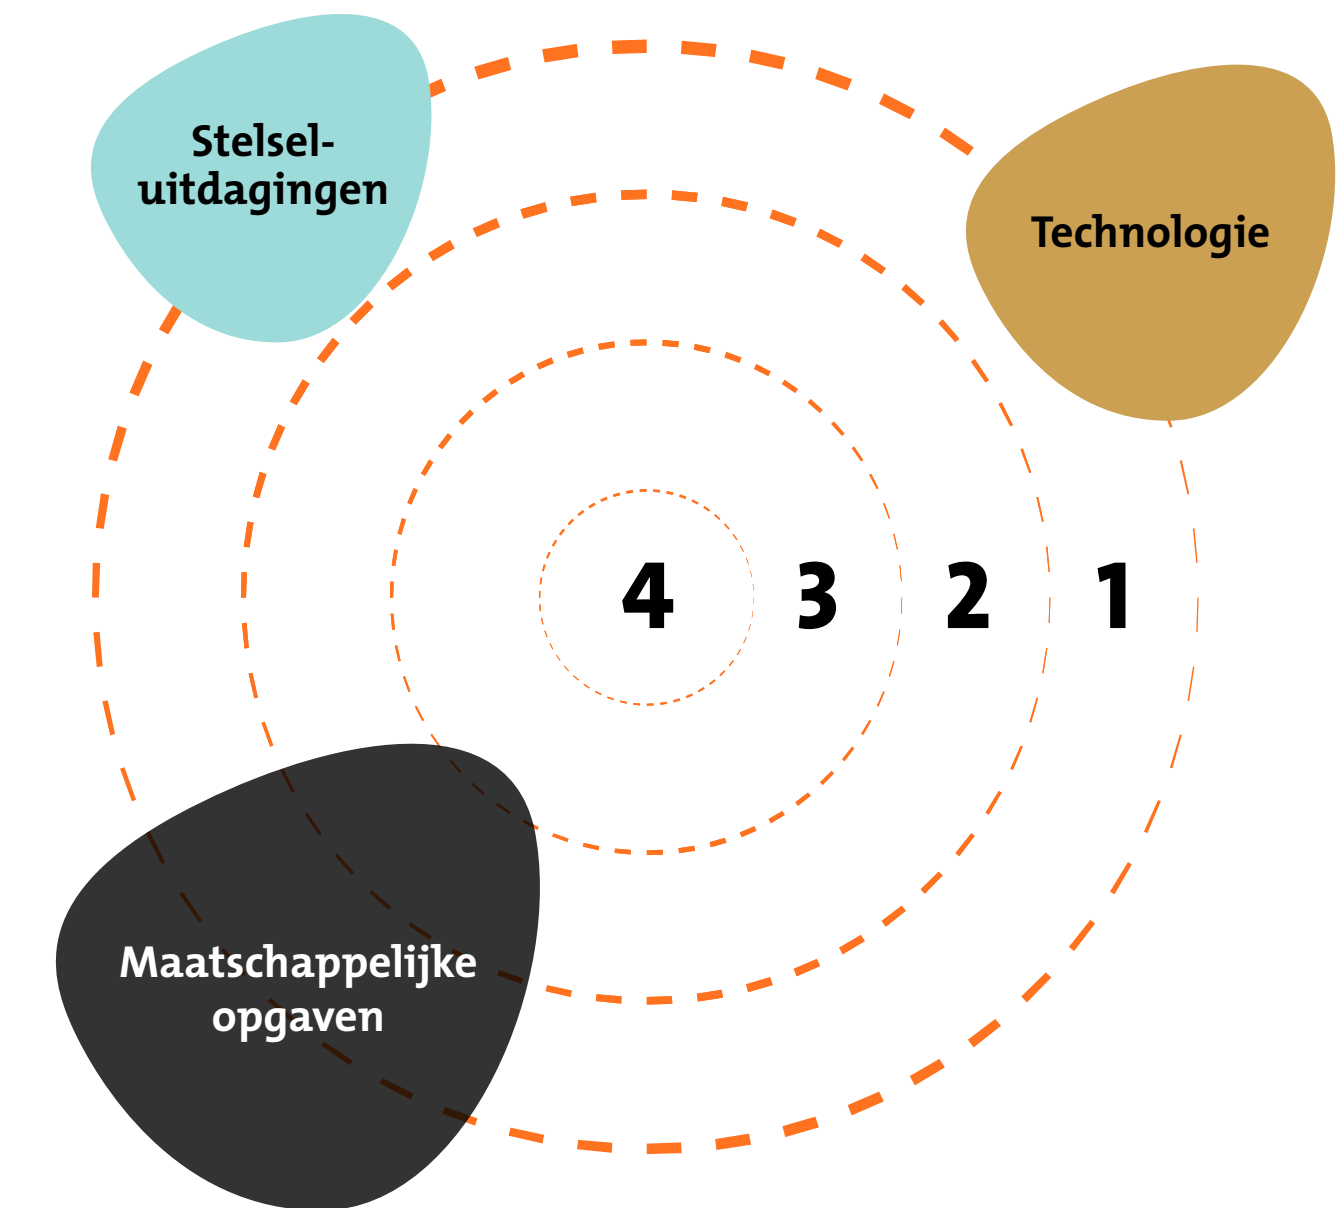 Stelsel-
uitdagingen
Technologie
4 3 2 1
Maatschappelijke
opgaven